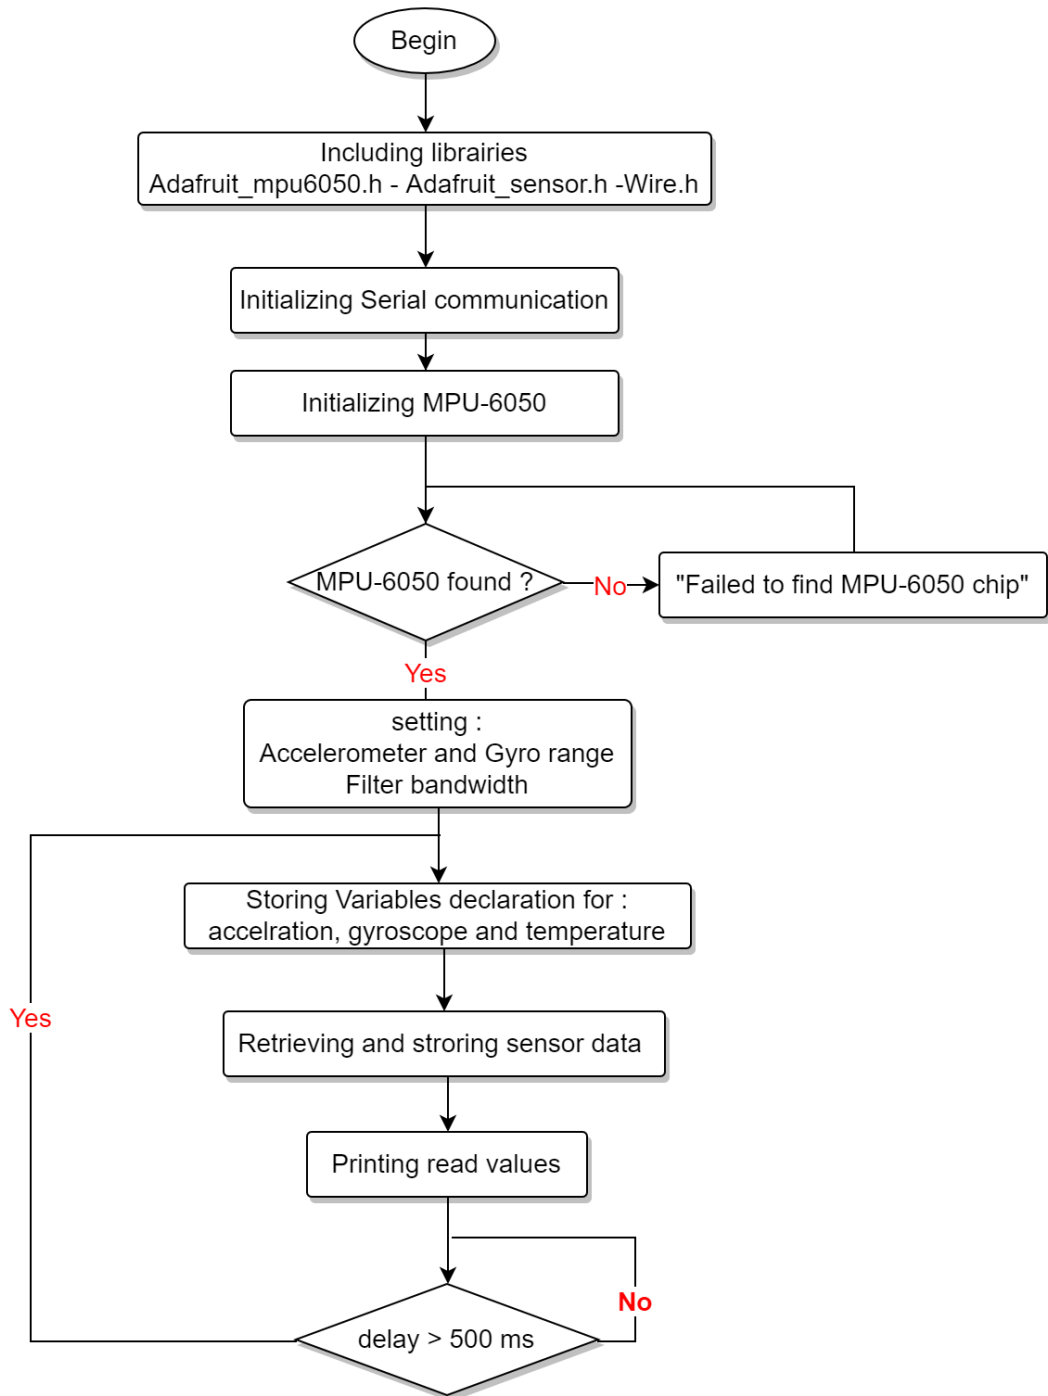 Begin
Including librairies
Adafruit_mpu6050.h - Adafruit_sensor.h -Wire.h
Initializing Serial communication
Initializing MPU-6050
MPU-6050 found ?
No
"Failed to find MPU-6050 chip"
Yes
setting :
Accelerometer and Gyro range
Filter bandwidth
Storing Variables declaration for :
accelration, gyroscope and temperature
Yes
Retrieving and stroring sensor data
Printing read values
No
delay > 500 ms